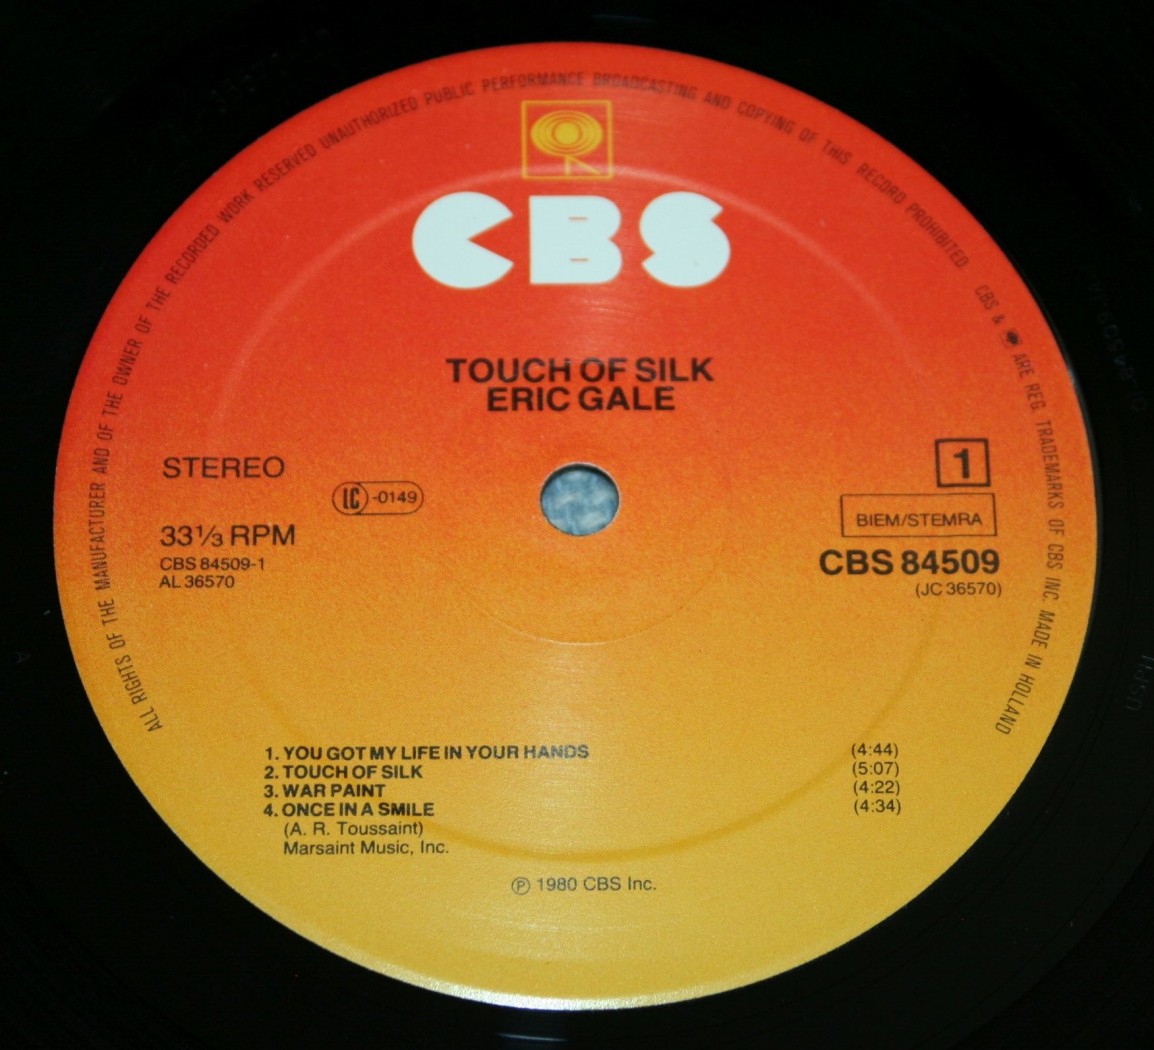 ALL RIGHTS OF THE MANUFACTURER AND OF THE OWNER OF THE RECORDED WORK RESERVED UNAUTHORIZED PUBLIC PERFORMANCE BROADCASTING AND COPYING OF THIS RECORD PROHIBITED. CBS & ARE REG. TRADEMARKS OF CBS INC. MADE IN HOLLAND
CBS
TOUCH OF SILK
ERIC GALE
STEREO
LC -0149
33⅓ RPM
CBS 84509-1
AL 36570
1
BIEM/STEMRA
CBS 84509
(JC 36570)
1. YOU GOT MY LIFE IN YOUR HANDS (4:44)
2. TOUCH OF SILK (5:07)
3. WAR PAINT (4:22)
4. ONCE IN A SMILE (4:34)
(A. R. Toussaint)
Marsaint Music, Inc.
℗ 1980 CBS Inc.